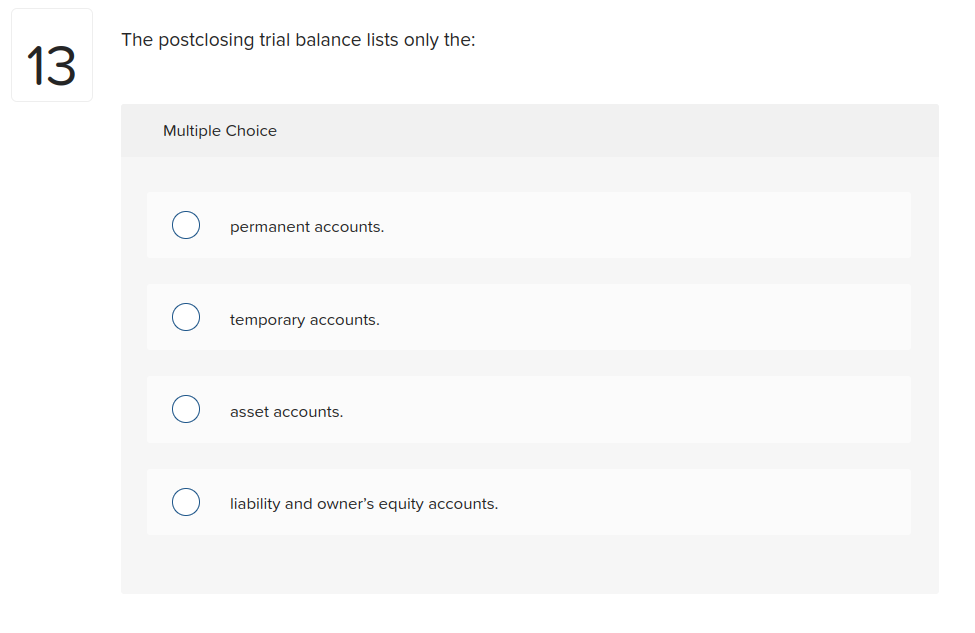 13
The postclosing trial balance lists only the:
Multiple Choice
permanent accounts.
temporary accounts.
asset accounts.
liability and owner’s equity accounts.